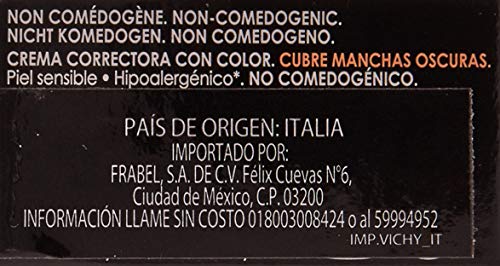 NON COMÉDOGÈNE. NON-COMEDOGENIC.
NICHT KOMEDOGEN. NON COMEDOGENO.
CREMA CORRECTORA CON COLOR. CUBRE MANCHAS OSCURAS.
Piel sensible • Hipoalergénico*. NO COMEDOGÉNICO.
PAÍS DE ORIGEN: ITALIA
IMPORTADO POR:
FRABEL, S.A. DE C.V. Félix Cuevas N°6,
Ciudad de México, C.P. 03200
INFORMACIÓN LLAME SIN COSTO 018003008424 o al 59994952
IMP.VICHY_IT